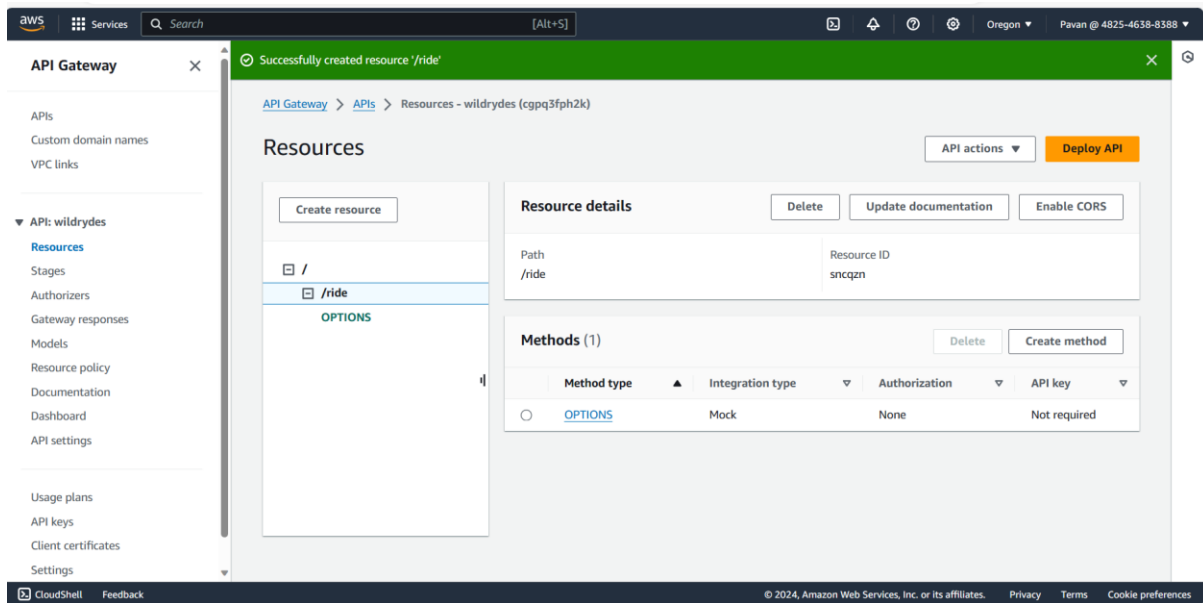 aws
Services
Search
[Alt+S]
Oregon ▼
Pavan @ 4825-4638-8388 ▼
API Gateway
APIs
Custom domain names
VPC links
▼ API: wildrydes
Resources
Stages
Authorizers
Gateway responses
Models
Resource policy
Documentation
Dashboard
API settings
Usage plans
API keys
Client certificates
Settings
Successfully created resource '/ride'
API Gateway > APIs > Resources - wildrydes (cgpq3fph2k)
Resources
API actions ▼
Deploy API
Create resource
/
/ride
OPTIONS
Resource details
Delete
Update documentation
Enable CORS
Path
/ride
Resource ID
sncqzn
Methods (1)
Delete
Create method
Method type
Integration type
Authorization
API key
OPTIONS
Mock
None
Not required
CloudShell
Feedback
© 2024, Amazon Web Services, Inc. or its affiliates.
Privacy
Terms
Cookie preferences